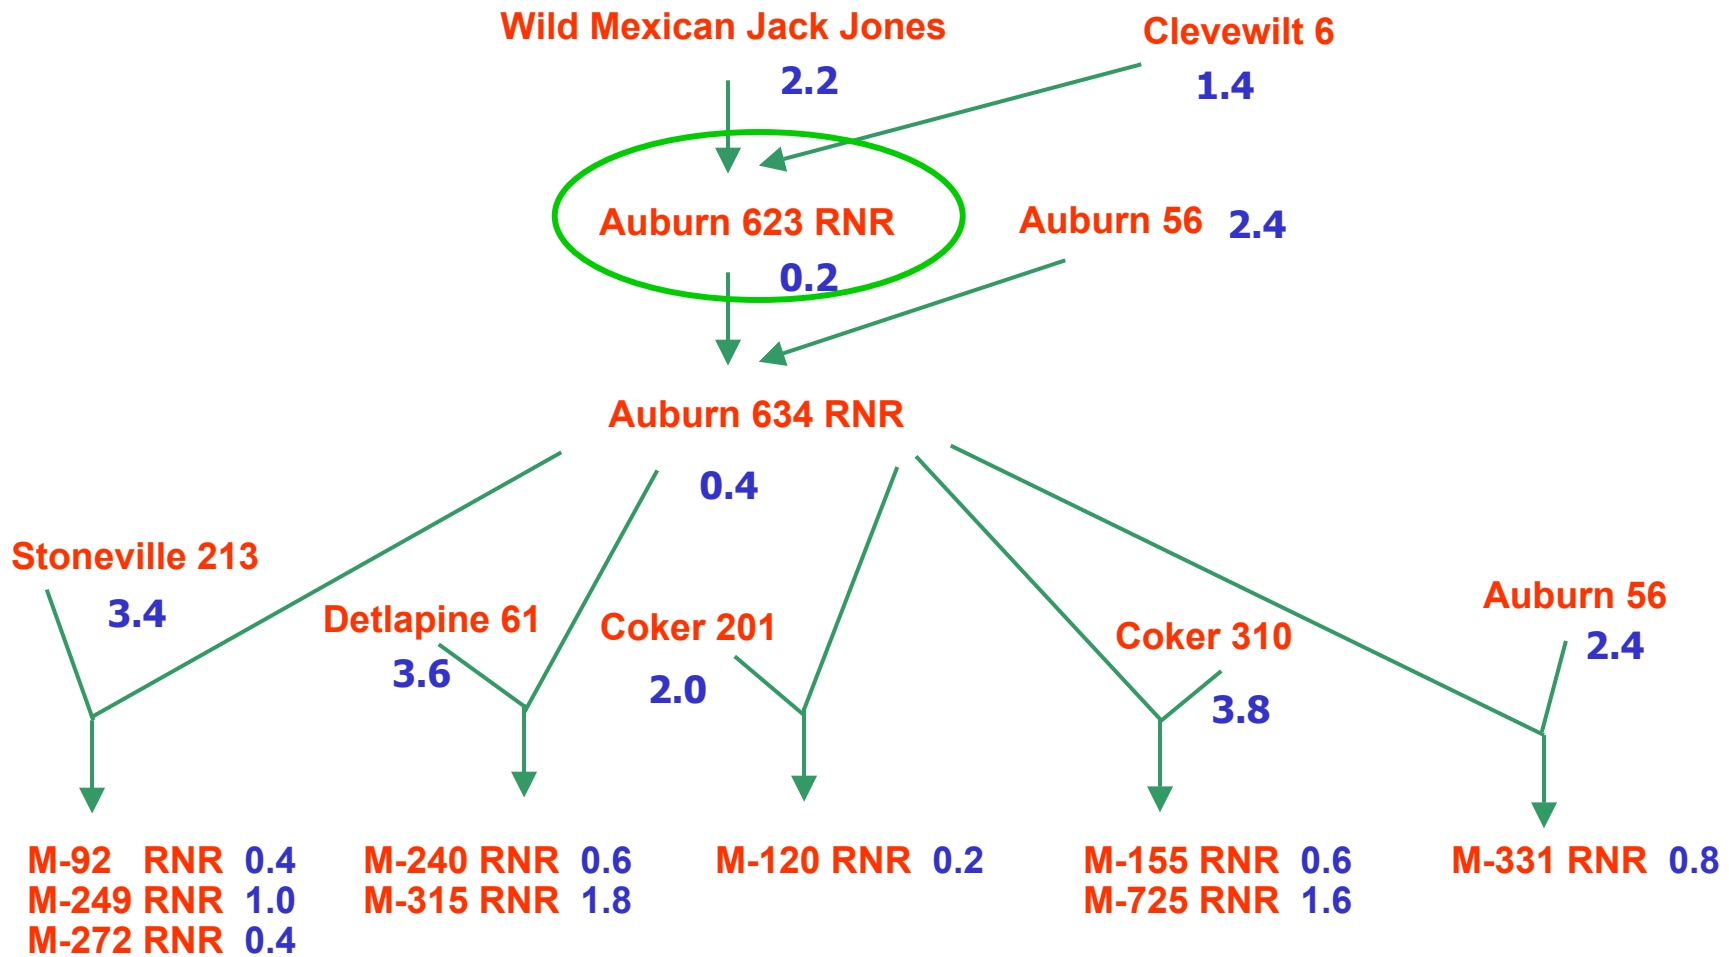 Wild Mexican Jack Jones
2.2
Clevewilt 6
1.4
Auburn 623 RNR
0.2
Auburn 56 2.4
Auburn 634 RNR
0.4
Stoneville 213
3.4
Detlapine 61
3.6
Coker 201
2.0
Coker 310
3.8
Auburn 56
2.4
M-92 RNR 0.4
M-249 RNR 1.0
M-272 RNR 0.4
M-240 RNR 0.6
M-315 RNR 1.8
M-120 RNR 0.2
M-155 RNR 0.6
M-725 RNR 1.6
M-331 RNR 0.8